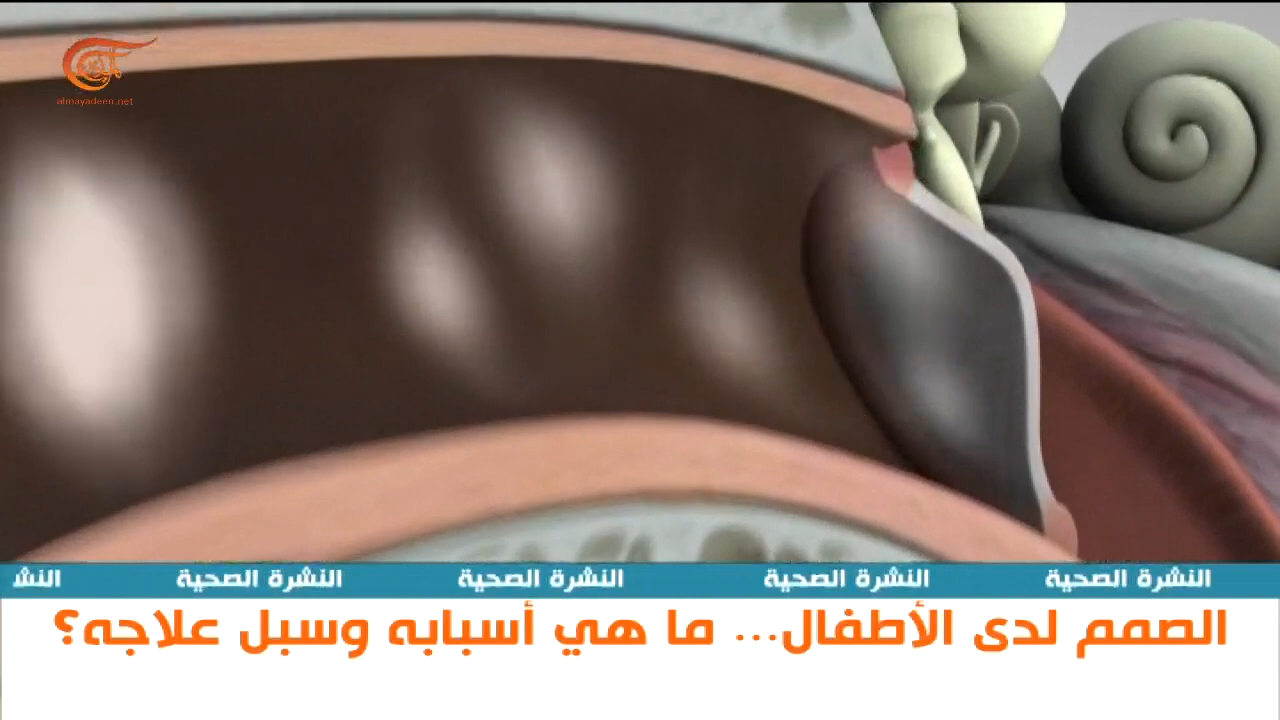 almayadeen.net
النشرة الصحية النشرة الصحية النشرة الصحية النشرة الصحية النش
الصمم لدى الأطفال... ما هي أسبابه وسبل علاجه؟